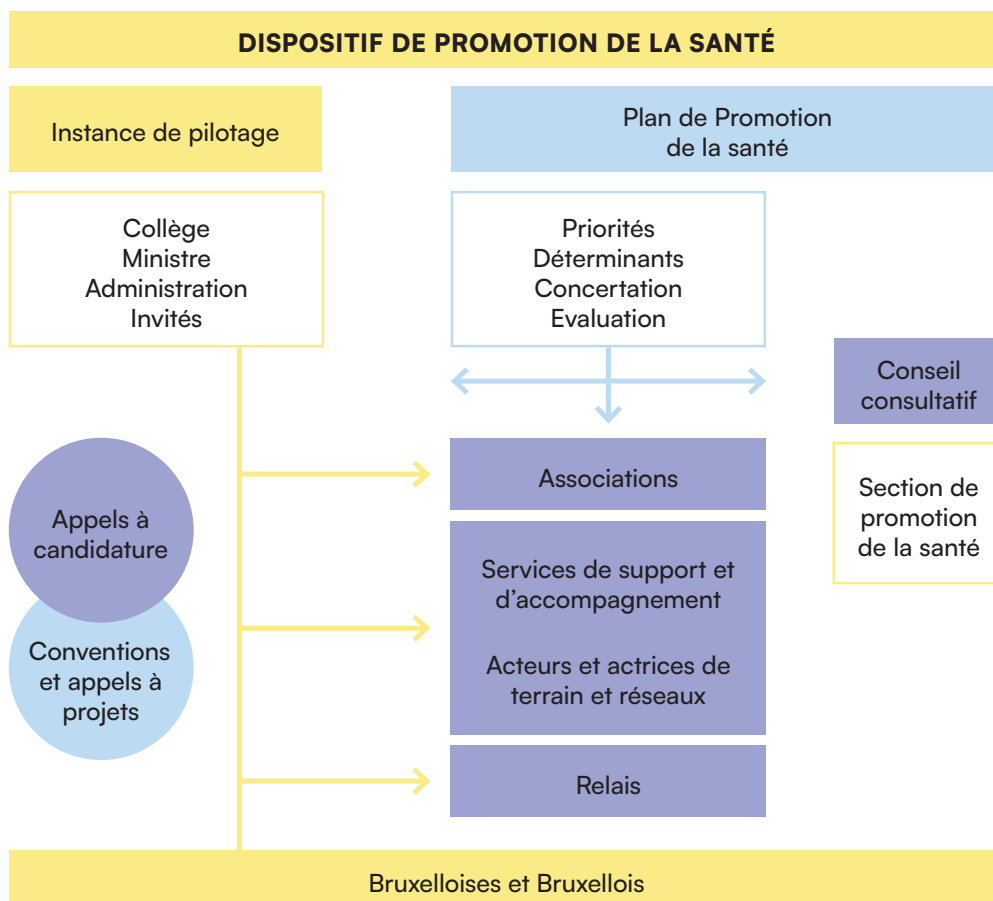 DISPOSITIF DE PROMOTION DE LA SANTÉ
Instance de pilotage
Plan de Promotion
de la santé
Collège
Ministre
Administration
Invités
Priorités
Déterminants
Concertation
Evaluation
Conseil
consultatif
Section de
promotion
de la santé
Appels à
candidature
Conventions
et appels à
projets
Associations
Services de support et
d'accompagnement
Acteurs et actrices de
terrain et réseaux
Relais
Bruxelloises et Bruxellois